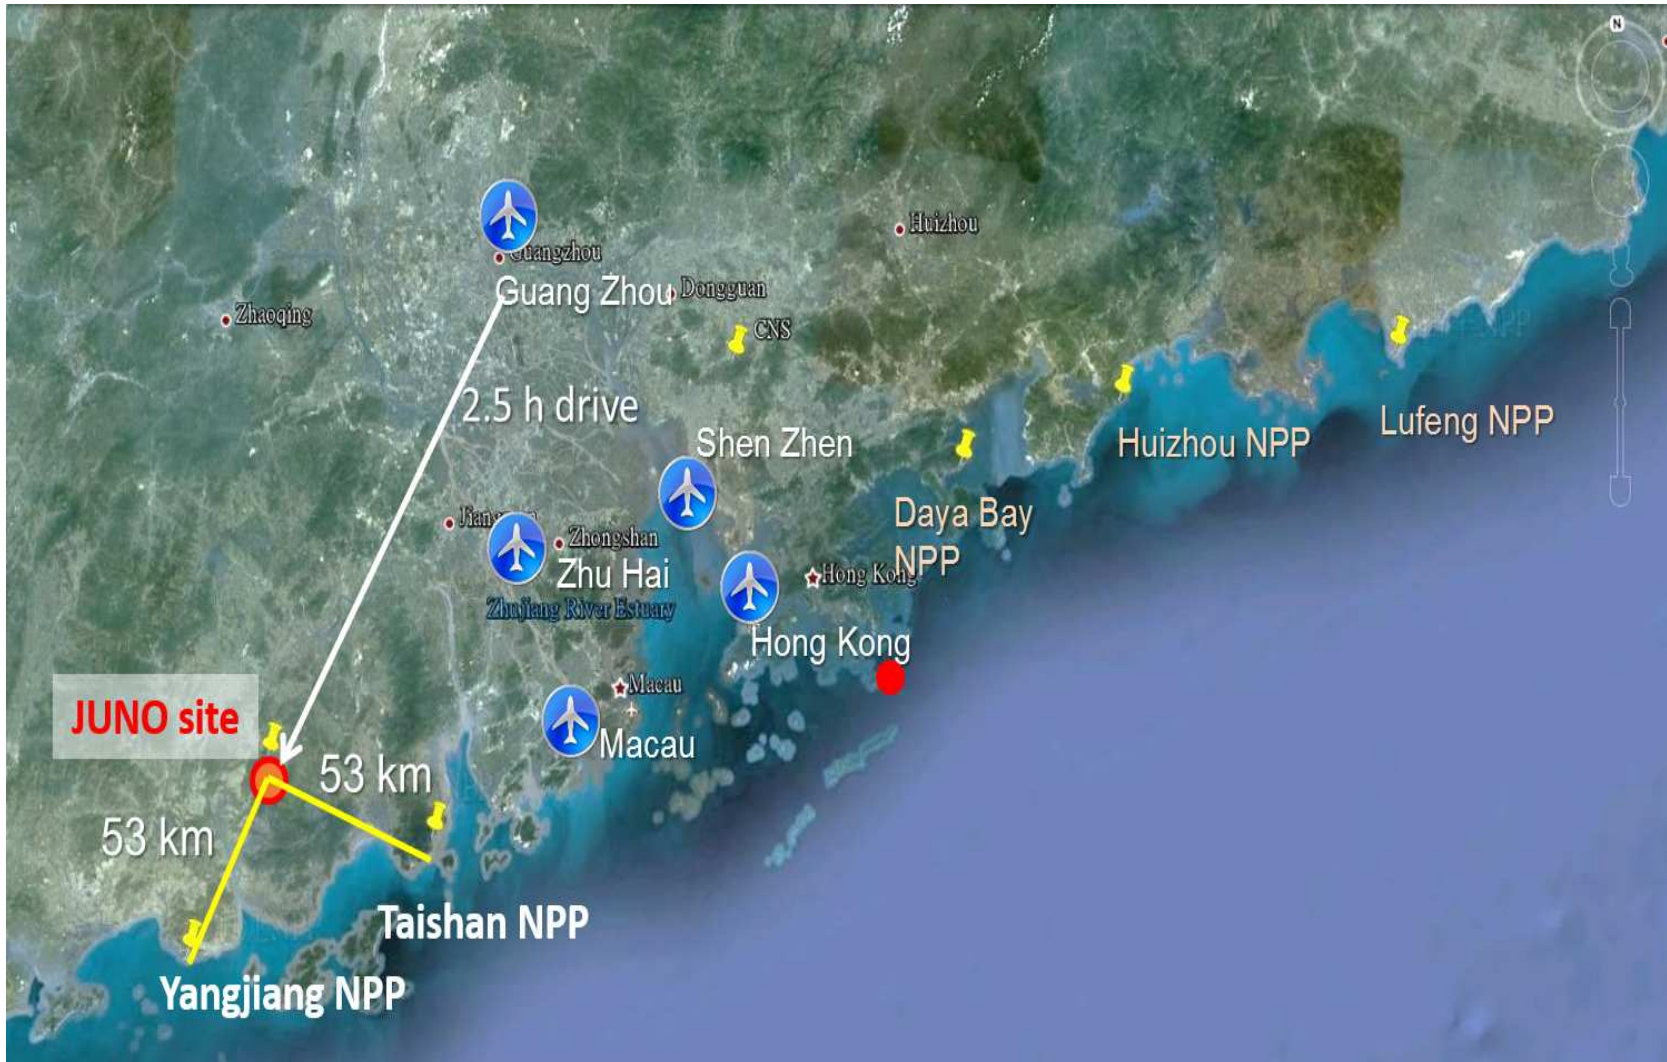 N
Huizhou
Guangzhou
Guang Zhou
Dongguan
Zhaoqing
CNS
2.5 h drive
Lufeng NPP
Huizhou NPP
Shen Zhen
Daya Bay
NPP
Zhongshan
Zhu Hai
Hong Kong
Zhujiang River Estuary
Hong Kong
Macau
JUNO site
Macau
53 km
53 km
Taishan NPP
Yangjiang NPP